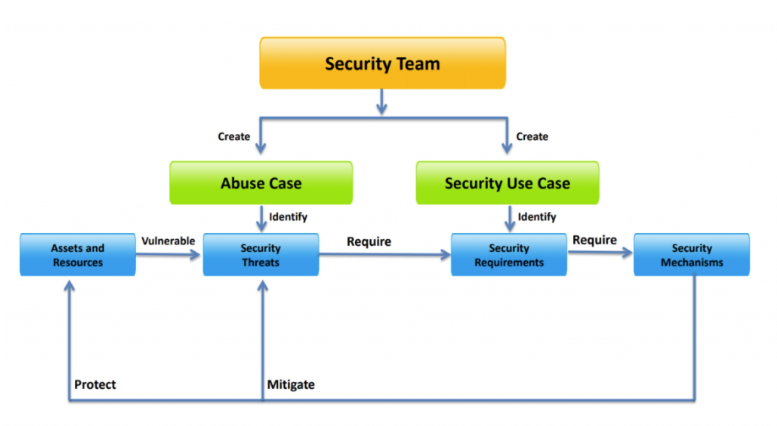 Security Team
Create
Create
Abuse Case
Security Use Case
Identify
Identify
Assets and
Resources
Vulnerable
Security
Threats
Require
Security
Requirements
Require
Security
Mechanisms
Protect
Mitigate